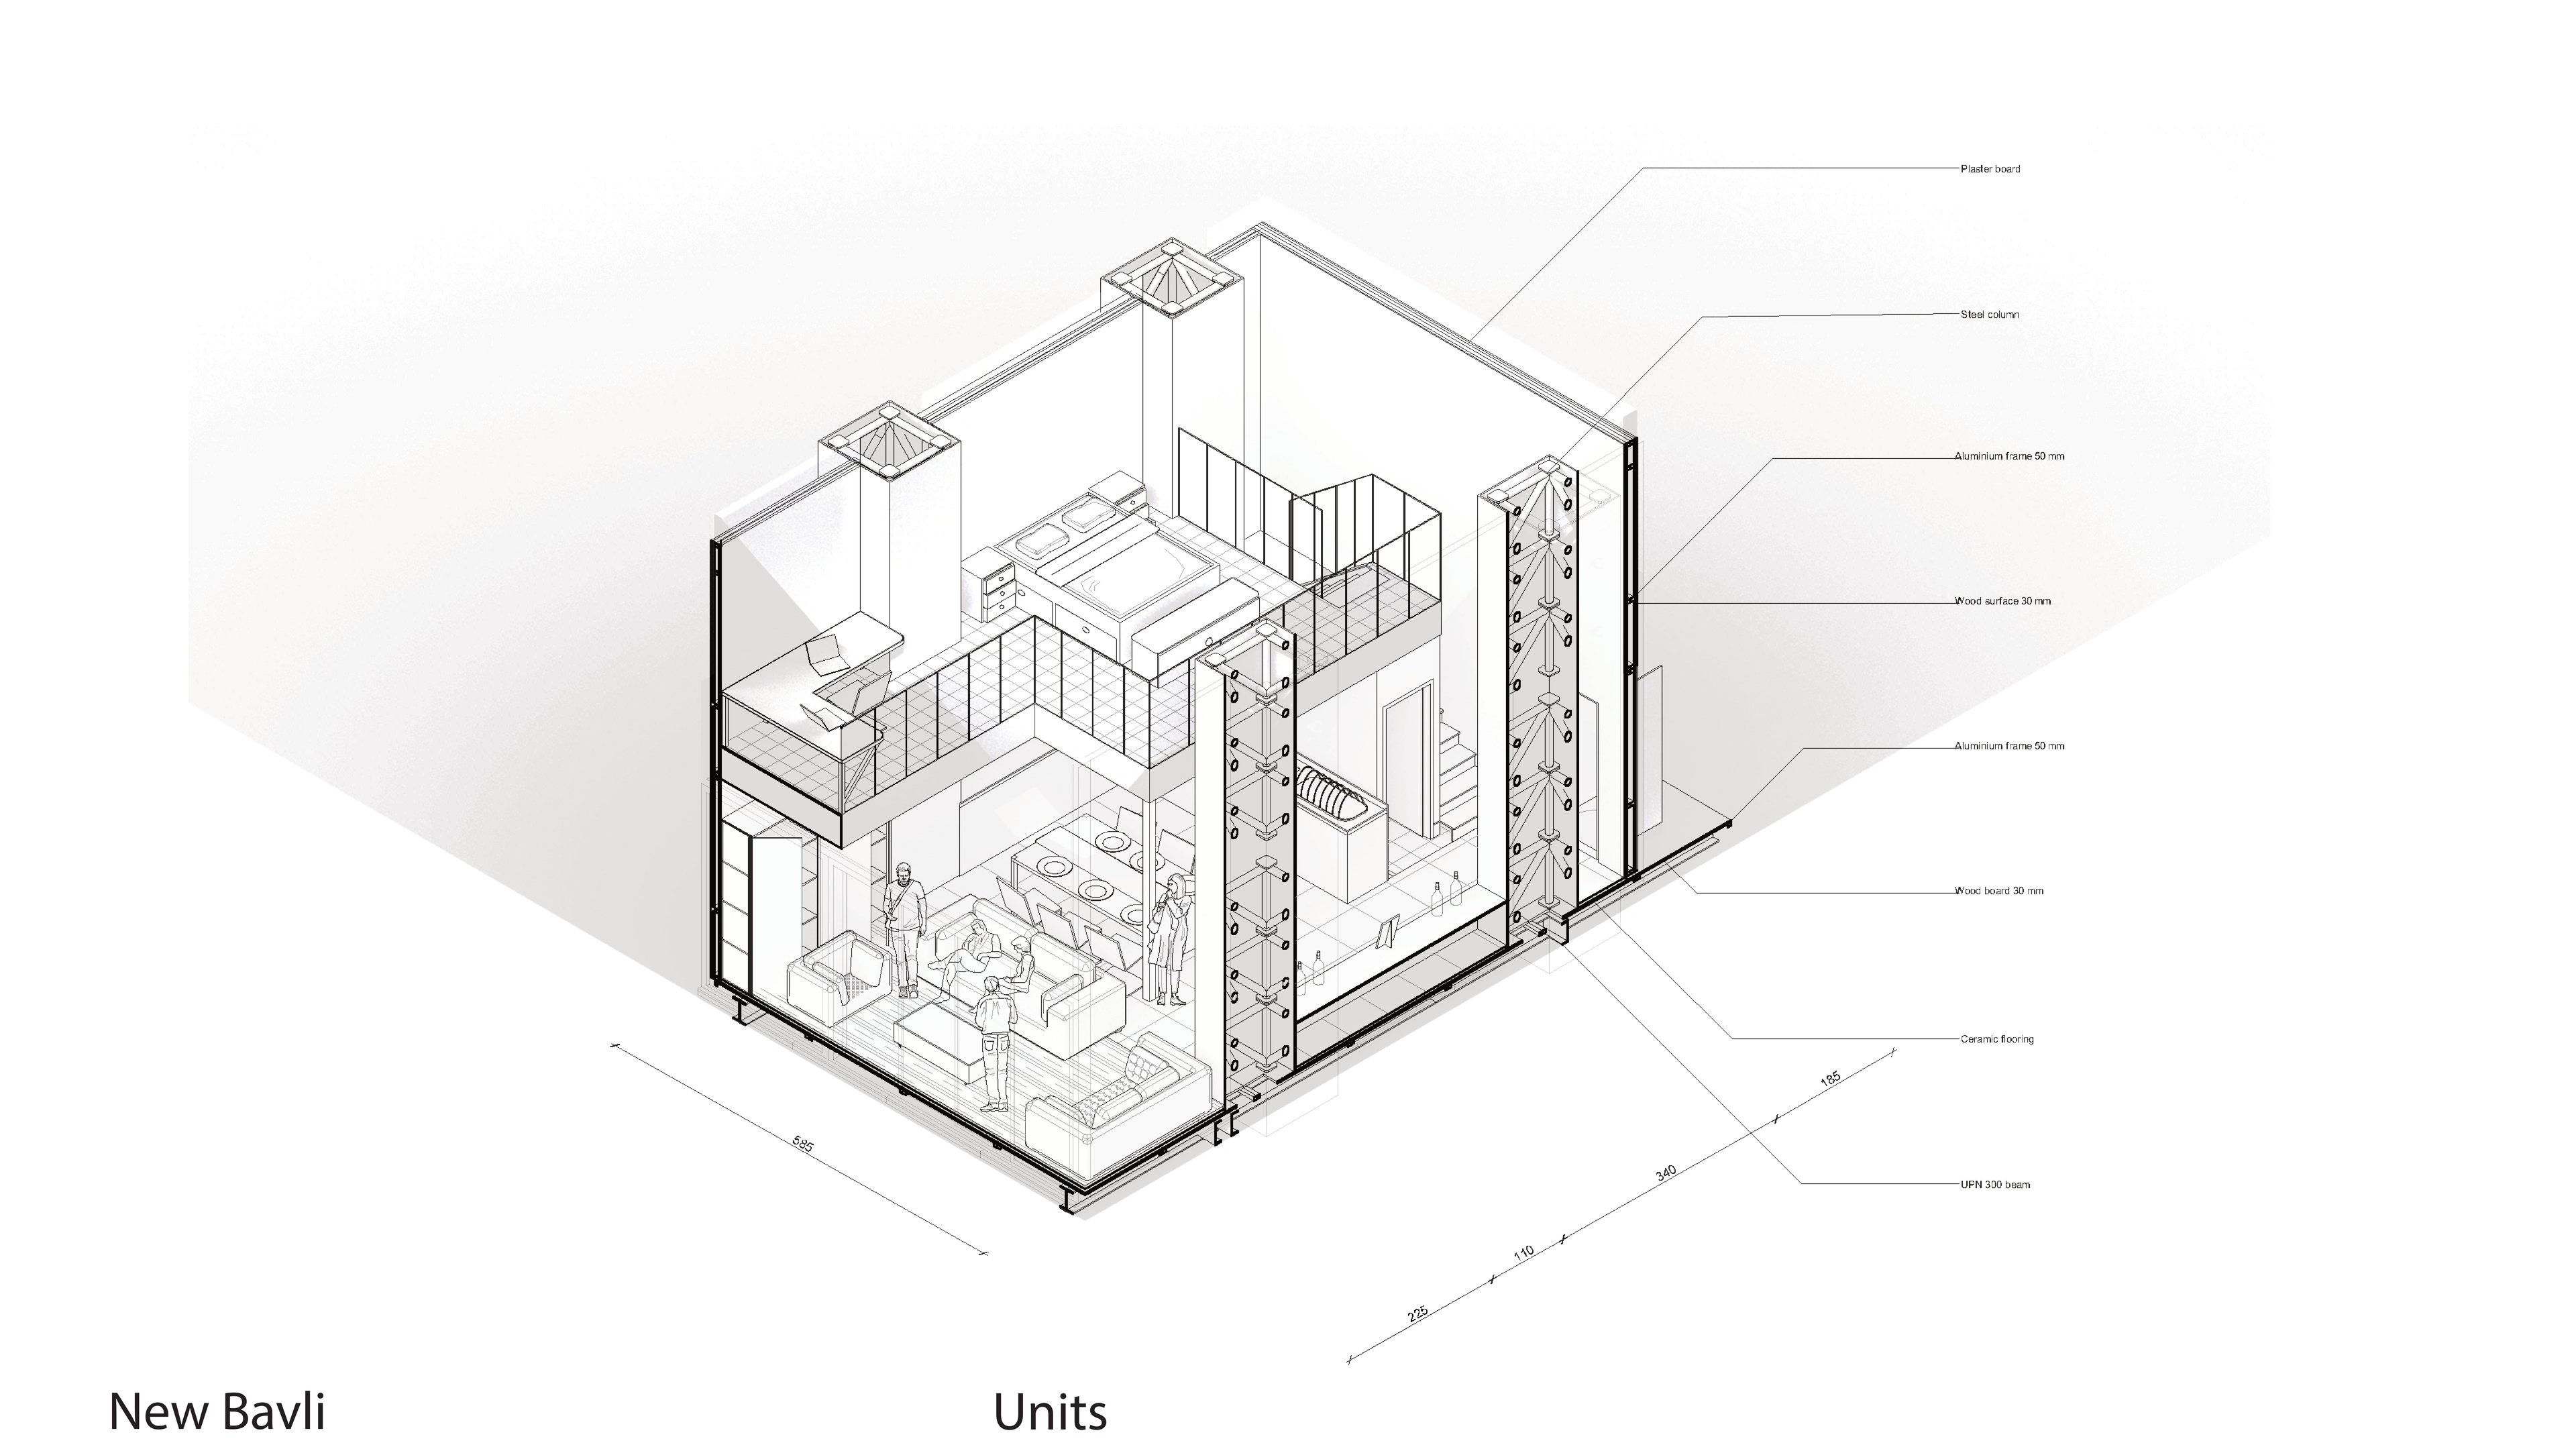 Plaster board
Steel column
Aluminium frame 50 mm
Wood surface 30 mm
Aluminium frame 50 mm
Wood board 30 mm
Ceramic flooring
UPN 300 beam
585
225
110
340
185
New Bavli
Units